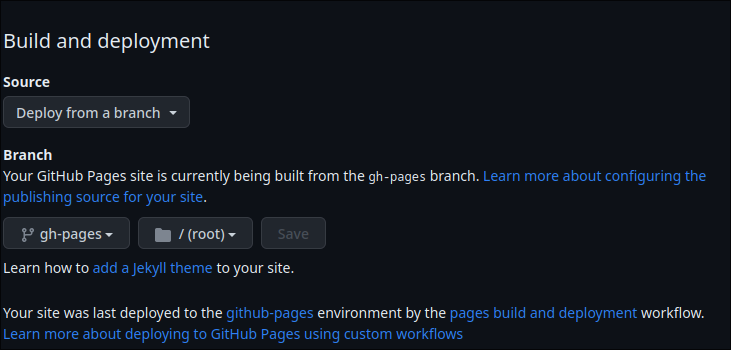 Build and deployment
Source
Deploy from a branch
Branch
Your GitHub Pages site is currently being built from the gh-pages branch. Learn more about configuring the
publishing source for your site.
gh-pages / (root) Save
Learn how to add a Jekyll theme to your site.
Your site was last deployed to the github-pages environment by the pages build and deployment workflow.
Learn more about deploying to GitHub Pages using custom workflows